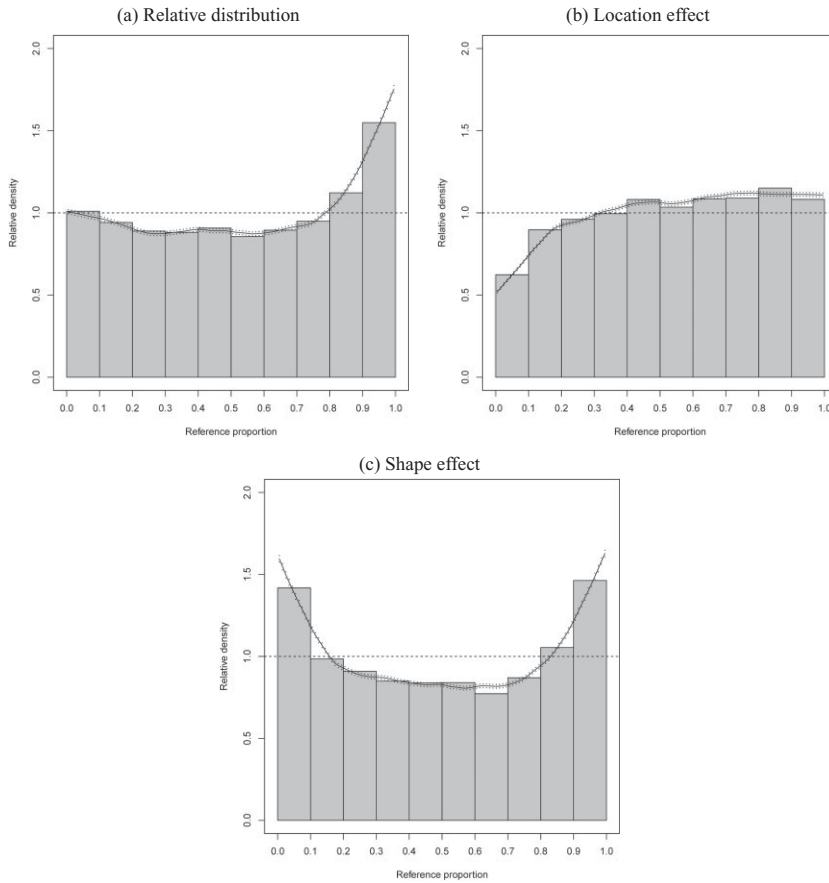 (a) Relative distribution
2.0
1.5
1.0
0.5
0.0
Relative density
0.0 0.1 0.2 0.3 0.4 0.5 0.6 0.7 0.8 0.9 1.0
Reference proportion
(b) Location effect
2.0
1.5
1.0
0.5
0.0
Relative density
0.0 0.1 0.2 0.3 0.4 0.5 0.6 0.7 0.8 0.9 1.0
Reference proportion
(c) Shape effect
2.0
1.5
1.0
0.5
0.0
Relative density
0.0 0.1 0.2 0.3 0.4 0.5 0.6 0.7 0.8 0.9 1.0
Reference proportion